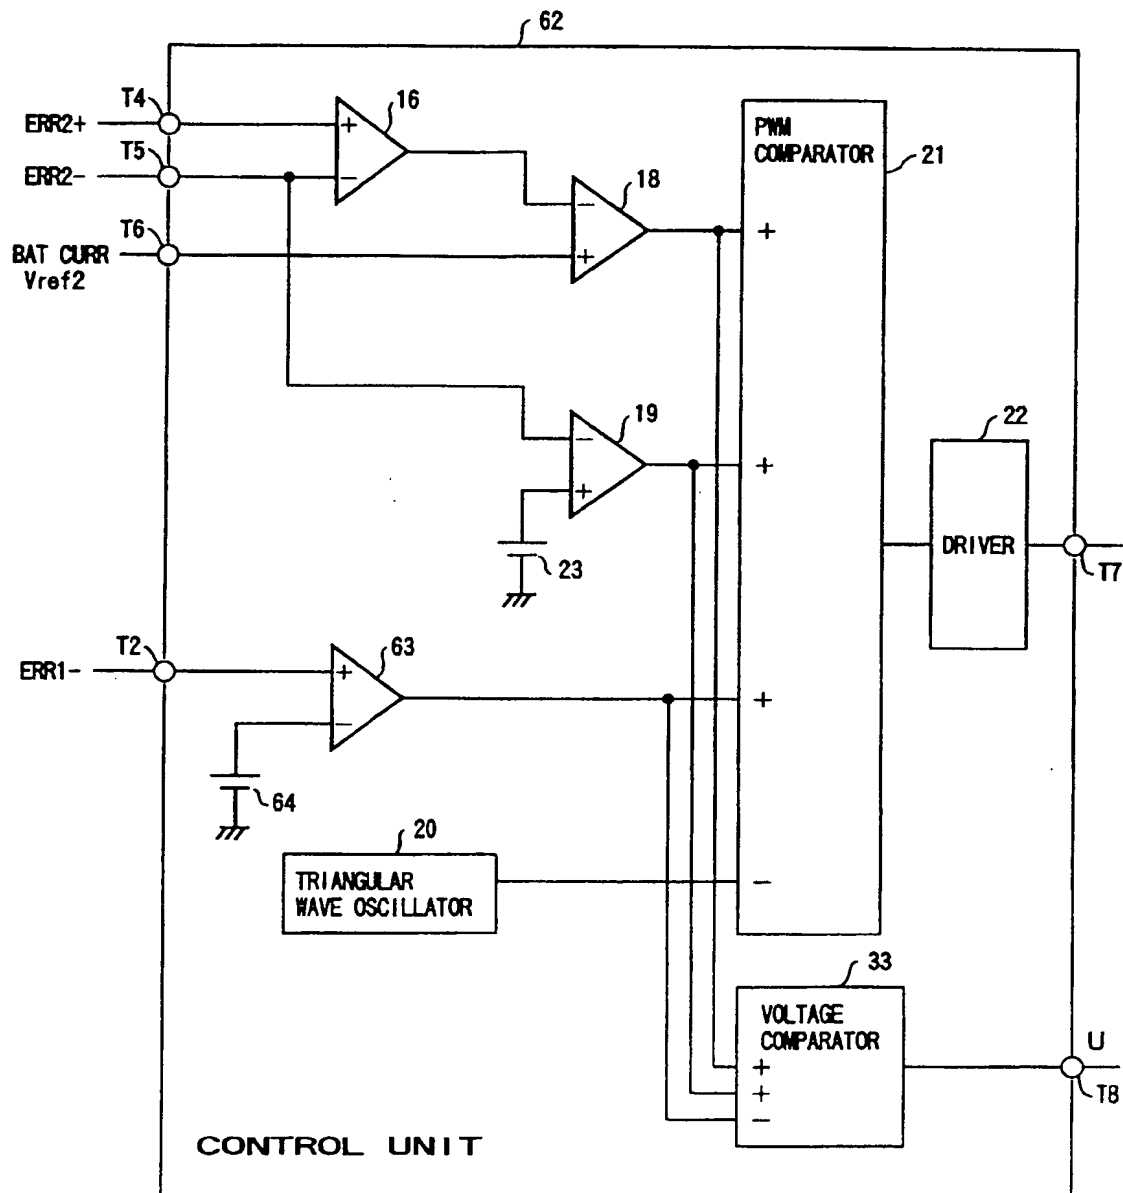 62
T4
ERR2+
16
PWM
COMPARATOR
21
T5
ERR2-
18
T6
BAT CURR
Vref2
+
-
-
+
+
19
-
+
+
23
22
DRIVER
T7
T2
ERR1-
63
+
-
+
64
20
TRIANGULAR
WAVE OSCILLATOR
-
33
VOLTAGE
COMPARATOR
+
+
-
U
T8
CONTROL UNIT